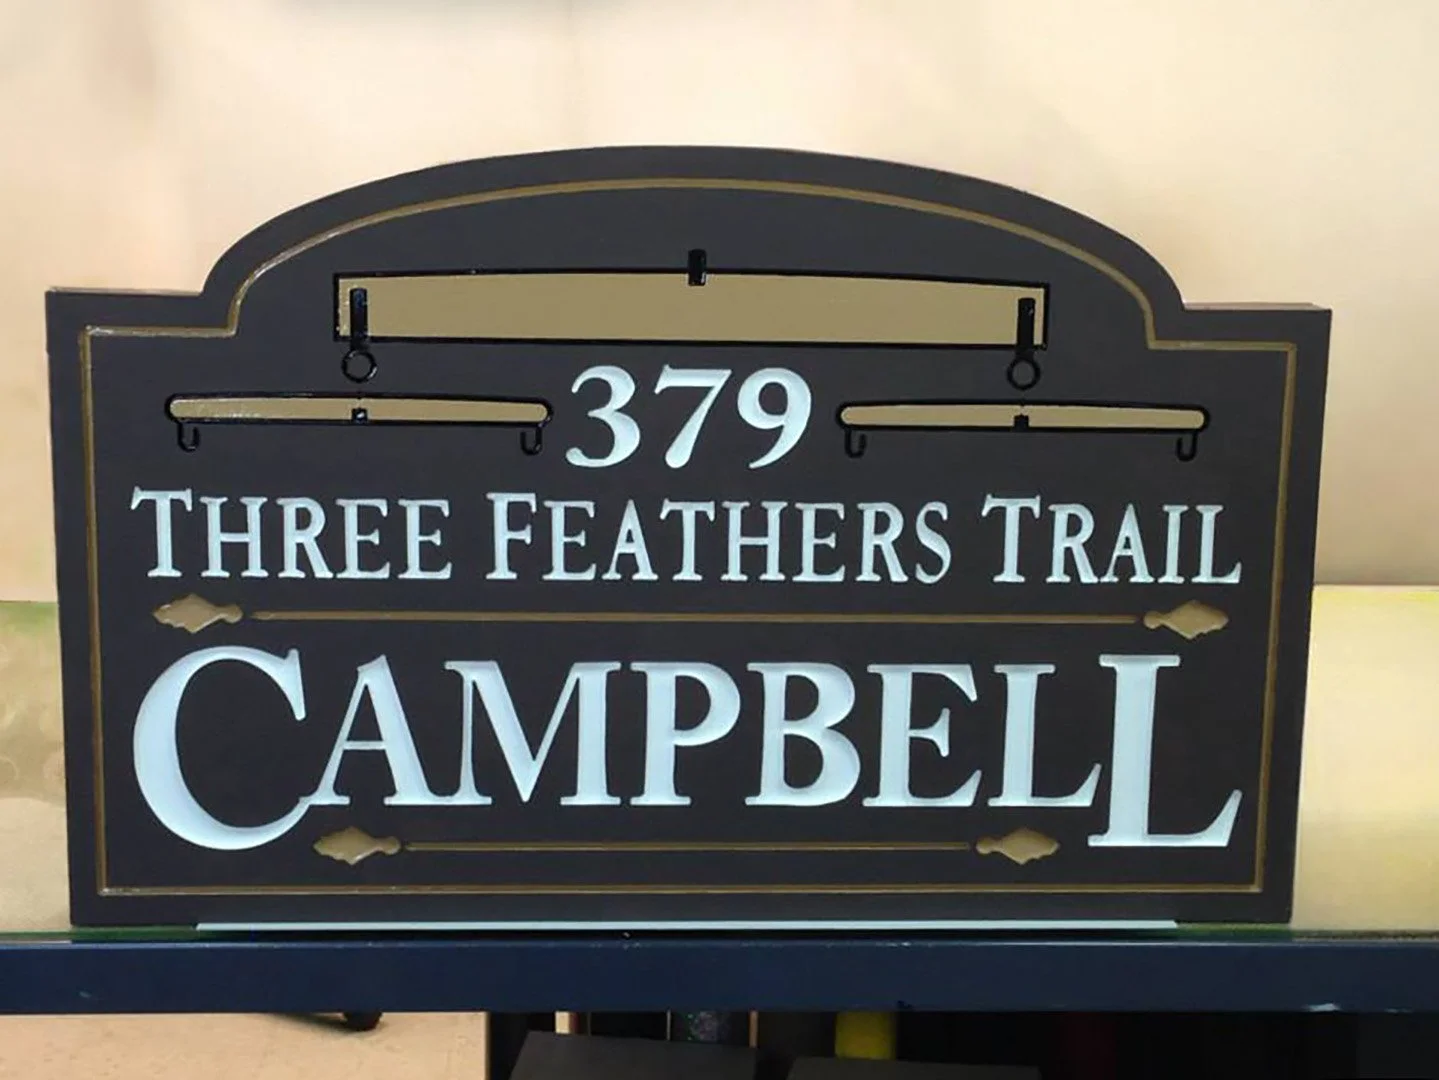 379
THREE FEATHERS TRAIL
CAMPBELL